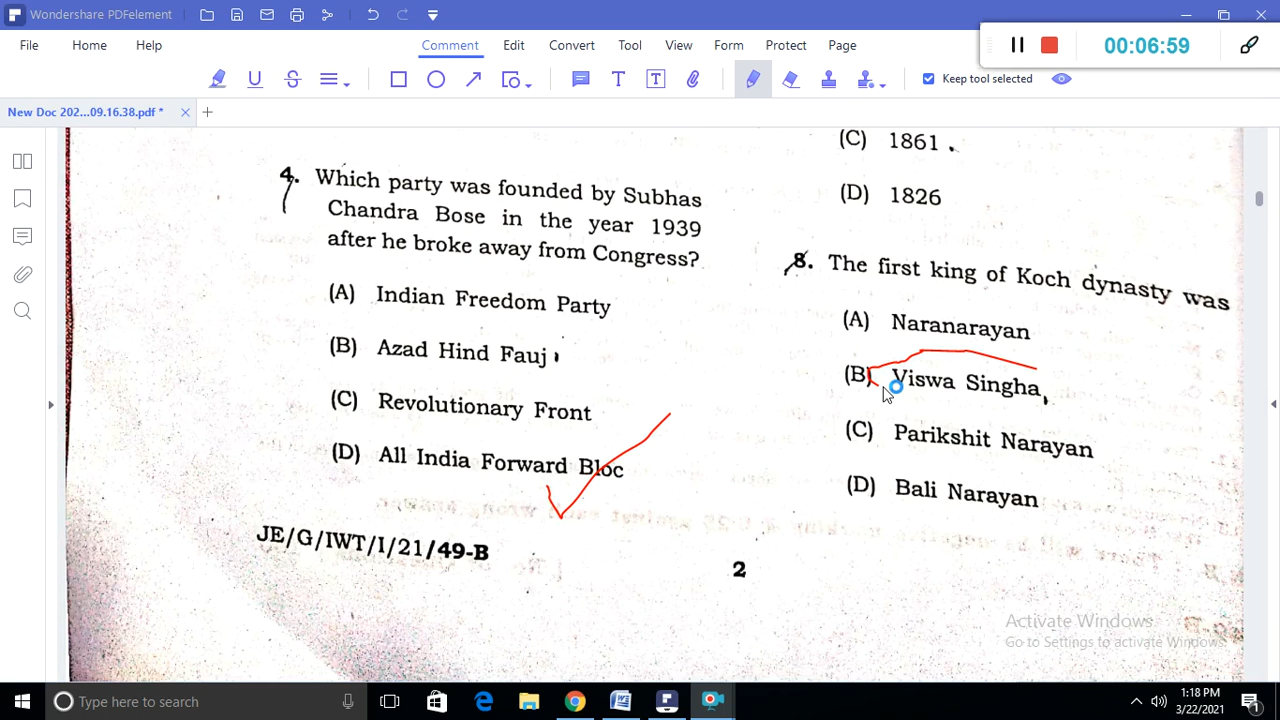 Wondershare PDFelement
File Home Help Comment Edit Convert Tool View Form Protect Page
00:06:59
Keep tool selected
New Doc 202...09.16.38.pdf *
4. Which party was founded by Subhas
Chandra Bose in the year 1939
after he broke away from Congress?
(A) Indian Freedom Party
(B) Azad Hind Fauj
(C) Revolutionary Front
(D) All India Forward Bloc
JE/G/IWT/I/21/49-B
(C) 1861
(D) 1826
8. The first king of Koch dynasty was
(A) Naranarayan
(B) Viswa Singha
(C) Parikshit Narayan
(D) Bali Narayan
2
Activate Windows
Go to Settings to activate Windows.
Type here to search
1:18 PM
3/22/2021